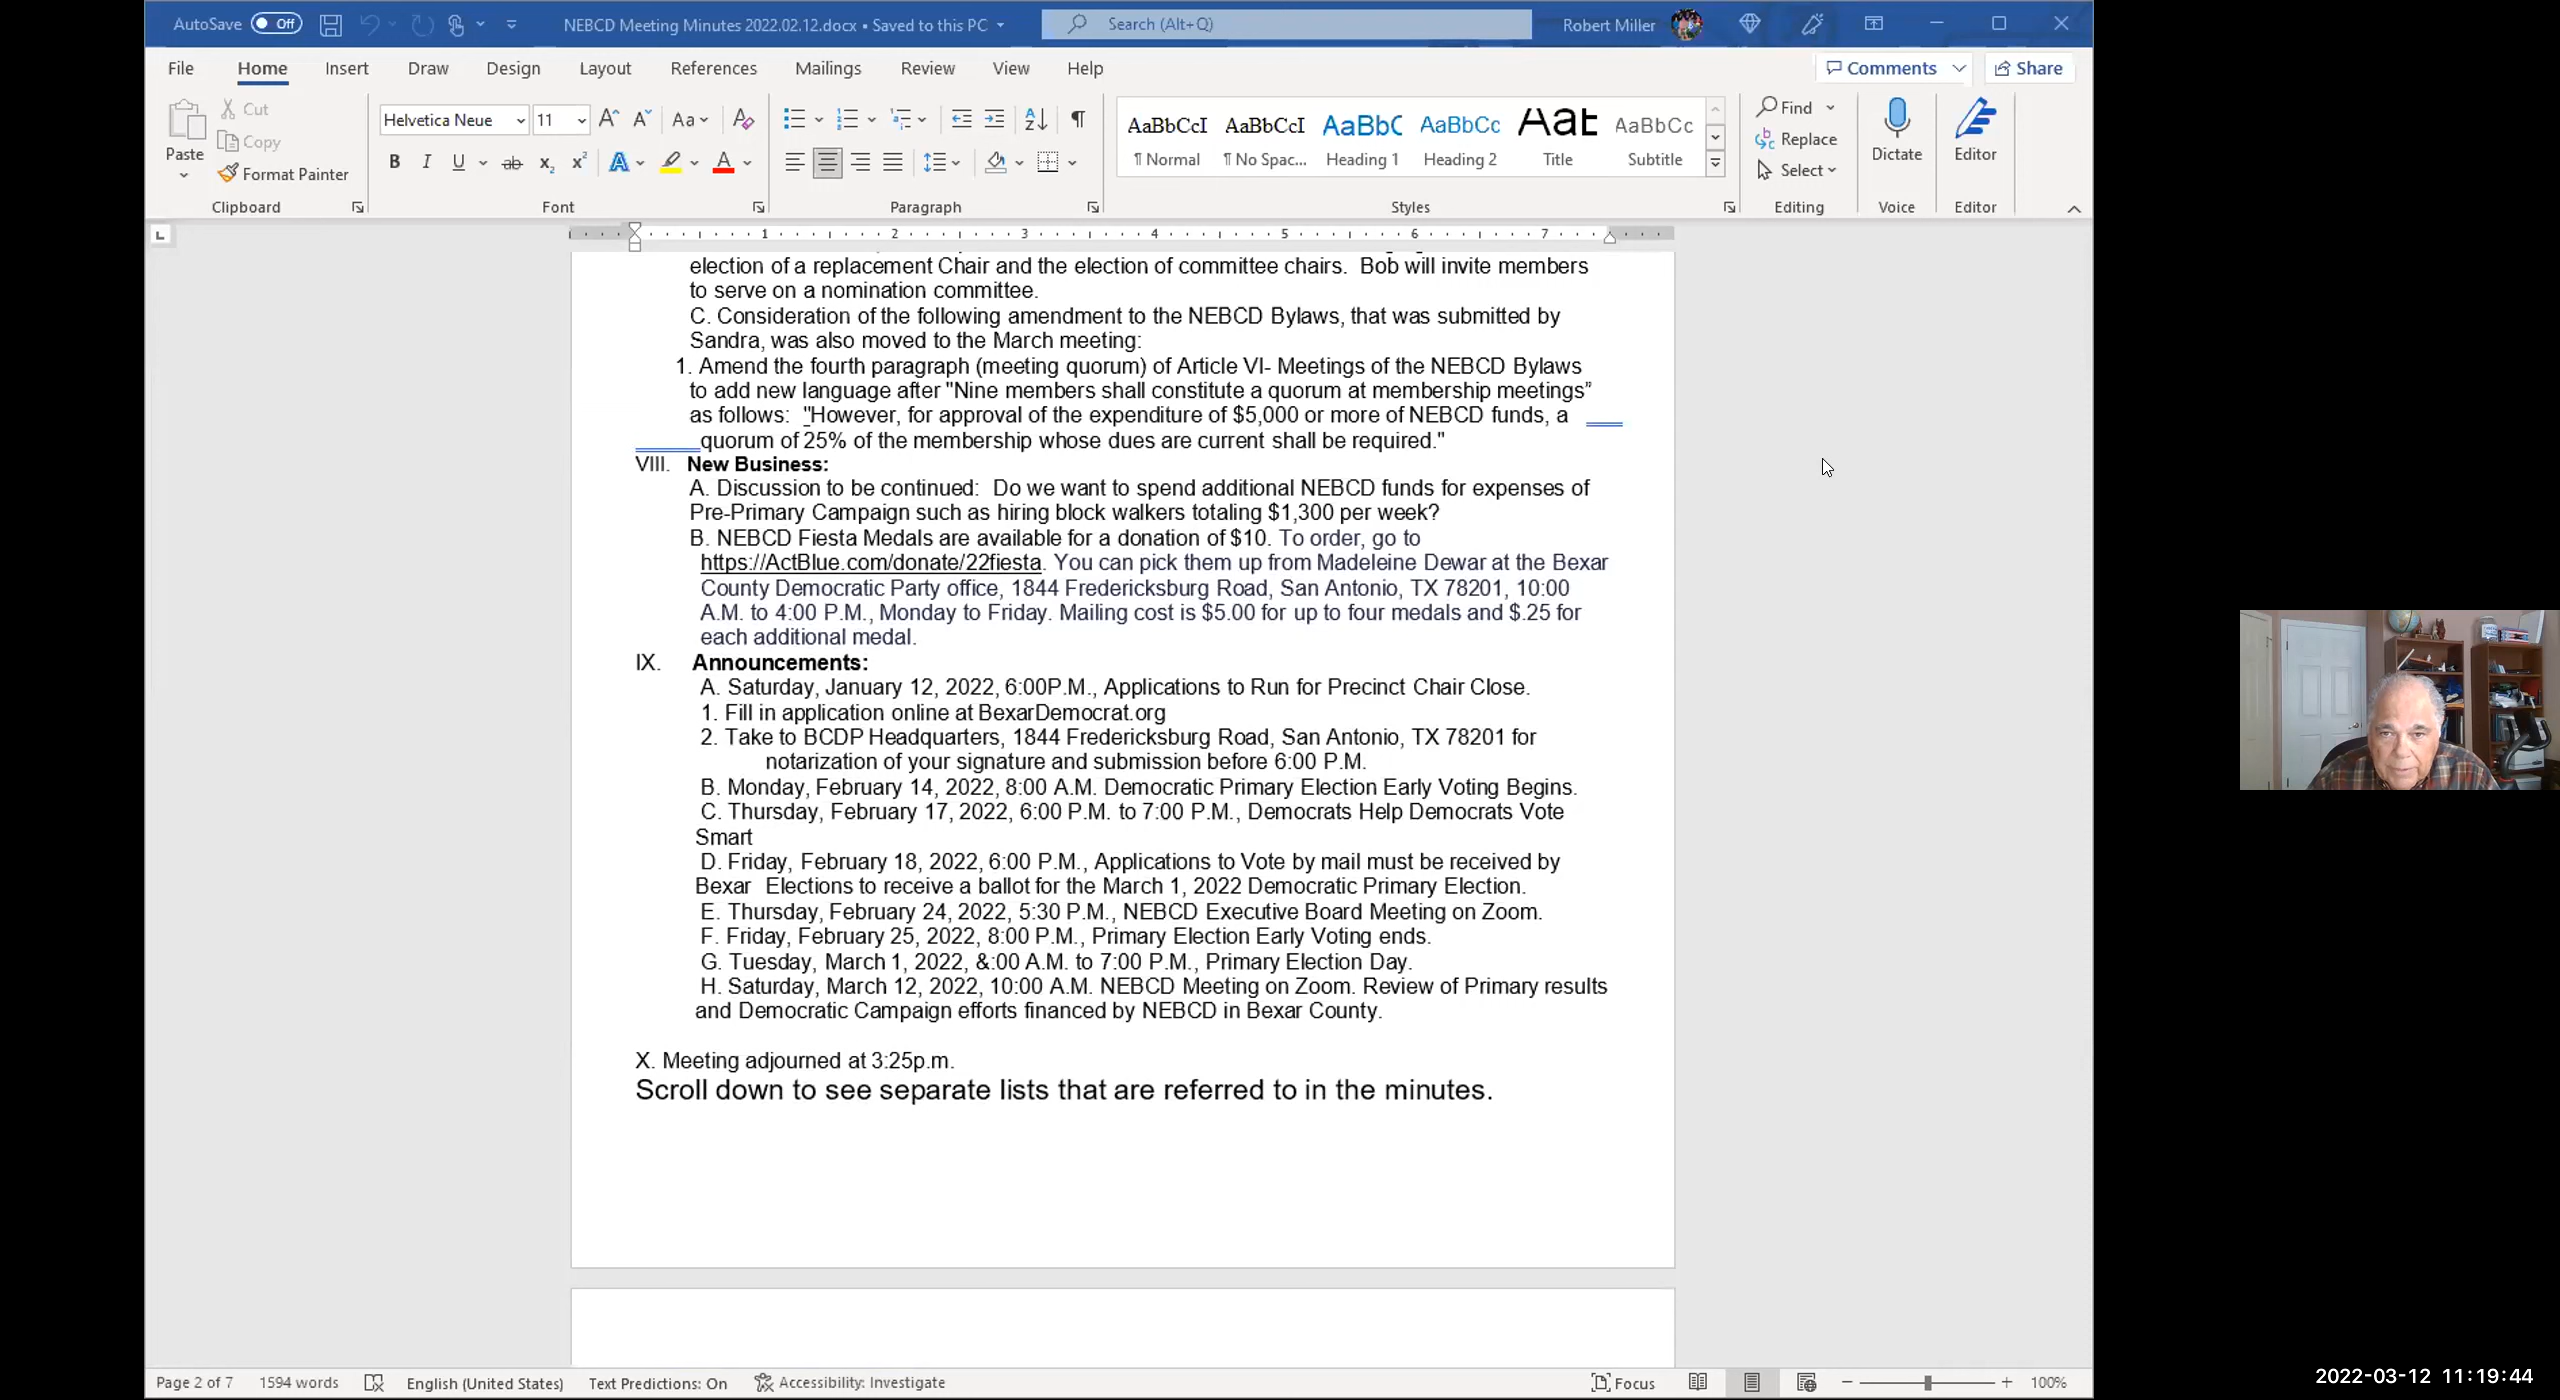 AutoSave Off NEBCD Meeting Minutes 2022.02.12.docx • Saved to this PC Search (Alt+Q) Robert Miller
File Home Insert Draw Design Layout References Mailings Review View Help Comments Share
Paste Cut Copy Format Painter
Helvetica Neue 11 Aa
B I U ab x₂ x² A A
AaBbCcI AaBbCcI AaBbC AaBbCc AaB AaBbCc
¶ Normal ¶ No Spac... Heading 1 Heading 2 Title Subtitle
Find Replace Select Dictate Editor
Clipboard Font Paragraph Styles Editing Voice Editor
1 2 3 4 5 6 7
election of a replacement Chair and the election of committee chairs. Bob will invite members
to serve on a nomination committee.
C. Consideration of the following amendment to the NEBCD Bylaws, that was submitted by
Sandra, was also moved to the March meeting:
1. Amend the fourth paragraph (meeting quorum) of Article VI- Meetings of the NEBCD Bylaws
to add new language after "Nine members shall constitute a quorum at membership meetings”
as follows: "However, for approval of the expenditure of $5,000 or more of NEBCD funds, a
quorum of 25% of the membership whose dues are current shall be required."
VIII. New Business:
A. Discussion to be continued: Do we want to spend additional NEBCD funds for expenses of
Pre-Primary Campaign such as hiring block walkers totaling $1,300 per week?
B. NEBCD Fiesta Medals are available for a donation of $10. To order, go to
https://ActBlue.com/donate/22fiesta. You can pick them up from Madeleine Dewar at the Bexar
County Democratic Party office, 1844 Fredericksburg Road, San Antonio, TX 78201, 10:00
A.M. to 4:00 P.M., Monday to Friday. Mailing cost is $5.00 for up to four medals and $.25 for
each additional medal.
IX. Announcements:
A. Saturday, January 12, 2022, 6:00P.M., Applications to Run for Precinct Chair Close.
1. Fill in application online at BexarDemocrat.org
2. Take to BCDP Headquarters, 1844 Fredericksburg Road, San Antonio, TX 78201 for
notarization of your signature and submission before 6:00 P.M.
B. Monday, February 14, 2022, 8:00 A.M. Democratic Primary Election Early Voting Begins.
C. Thursday, February 17, 2022, 6:00 P.M. to 7:00 P.M., Democrats Help Democrats Vote
Smart
D. Friday, February 18, 2022, 6:00 P.M., Applications to Vote by mail must be received by
Bexar Elections to receive a ballot for the March 1, 2022 Democratic Primary Election.
E. Thursday, February 24, 2022, 5:30 P.M., NEBCD Executive Board Meeting on Zoom.
F. Friday, February 25, 2022, 8:00 P.M., Primary Election Early Voting ends.
G. Tuesday, March 1, 2022, &:00 A.M. to 7:00 P.M., Primary Election Day.
H. Saturday, March 12, 2022, 10:00 A.M. NEBCD Meeting on Zoom. Review of Primary results
and Democratic Campaign efforts financed by NEBCD in Bexar County.
X. Meeting adjourned at 3:25p.m.
Scroll down to see separate lists that are referred to in the minutes.
Page 2 of 7 1594 words English (United States) Text Predictions: On Accessibility: Investigate Focus 100%
2022-03-12 11:19:44